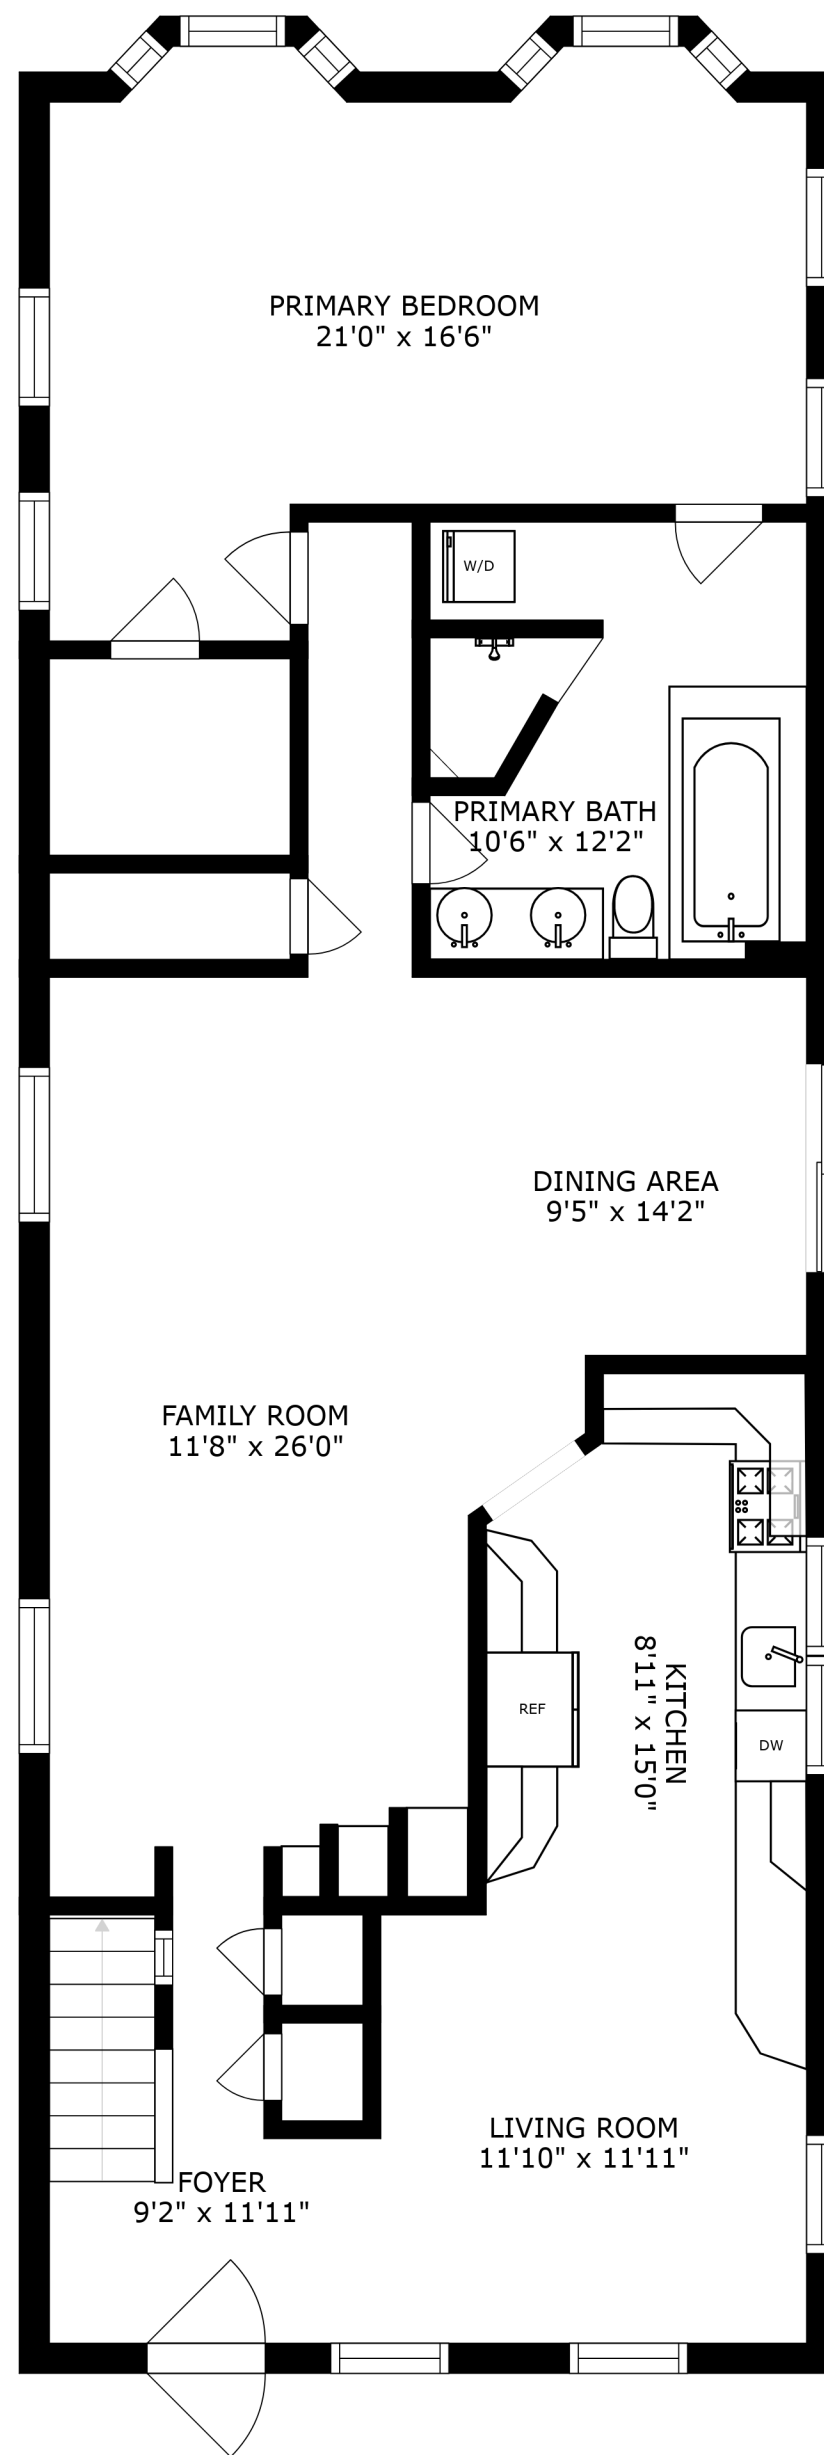 PRIMARY BEDROOM
21'0" x 16'6"
W/D
PRIMARY BATH
10'6" x 12'2"
DINING AREA
9'5" x 14'2"
FAMILY ROOM
11'8" x 26'0"
KITCHEN
8'11" x 15'0"
REF
DW
LIVING ROOM
11'10" x 11'11"
FOYER
9'2" x 11'11"